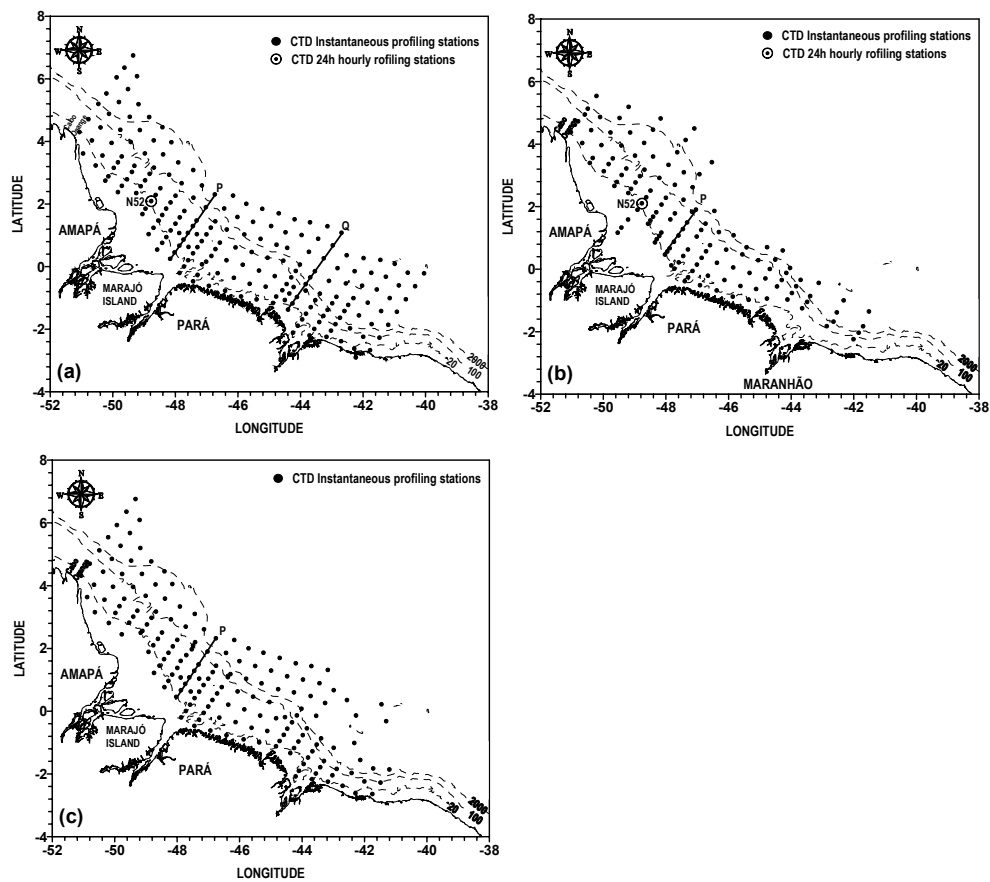 8
6
4
2
0
-2
-4
LATITUDE
N
W E
S
CTD Instantaneous profiling stations
CTD 24h hourly rofiling stations
N52
P
Q
AMAPÁ
MARAJÓ
ISLAND
PARÁ
20
100
2000
(a)
-52 -50 -48 -46 -44 -42 -40 -38
LONGITUDE
8
6
4
2
0
-2
-4
LATITUDE
N
W E
S
CTD Instantaneous profiling stations
CTD 24h hourly rofiling stations
N52
P
AMAPÁ
MARAJÓ
ISLAND
PARÁ
MARANHÃO
20
100
2000
(b)
-52 -50 -48 -46 -44 -42 -40 -38
LONGITUDE
8
6
4
2
0
-2
-4
LATITUDE
N
W E
S
CTD Instantaneous profiling stations
P
AMAPÁ
MARAJÓ
ISLAND
PARÁ
20
100
2000
(c)
-52 -50 -48 -46 -44 -42 -40 -38
LONGITUDE